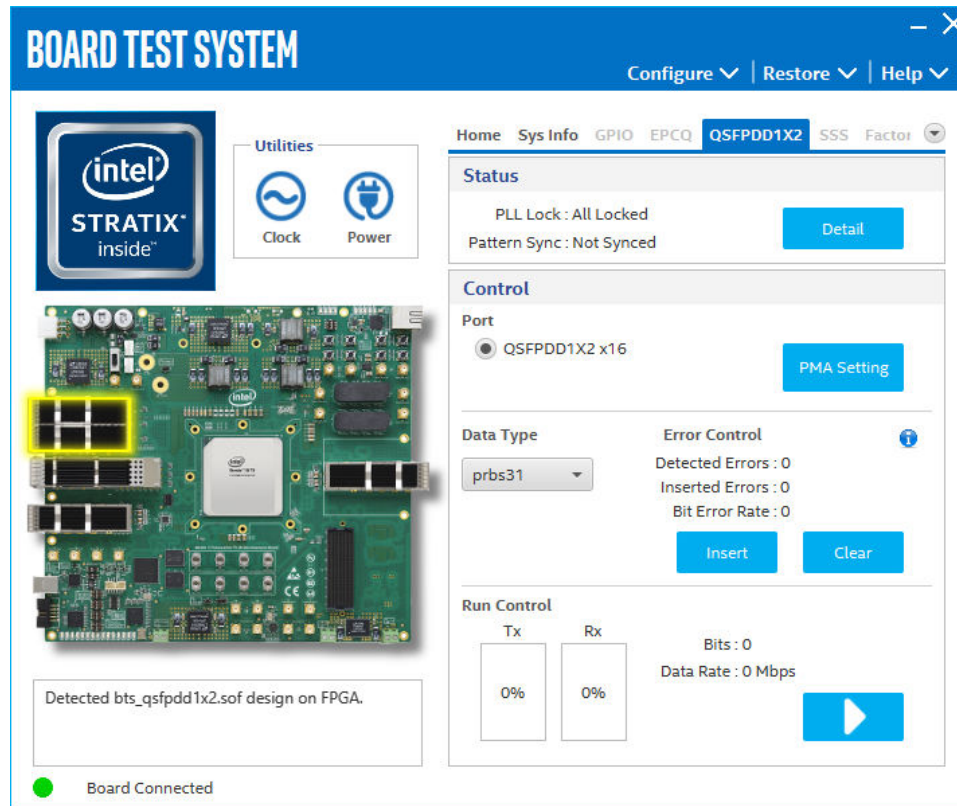 BOARD TEST SYSTEM
Configure | Restore | Help
intel
STRATIX
inside™
Utilities
Clock
Power
Home Sys Info GPIO EPCQ QSFPDD1X2 SSS Factor
Status
PLL Lock : All Locked
Pattern Sync : Not Synced
Detail
Control
Port
QSFPDD1X2 x16
PMA Setting
Data Type
prbs31
Error Control
Detected Errors : 0
Inserted Errors : 0
Bit Error Rate : 0
Insert
Clear
Run Control
Tx
Rx
0%
0%
Bits : 0
Data Rate : 0 Mbps
intel
CE
Detected bts_qsfpdd1x2.sof design on FPGA.
Board Connected